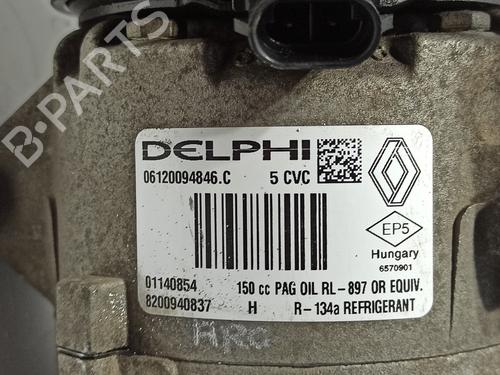 B-PARTS
DELPHI
06120094846.C 5 CVC
EP5
Hungary
6570901
01140854 150 cc PAG OIL RL-897 OR EQUIV.
8200940837 H R-134a REFRIGERANT